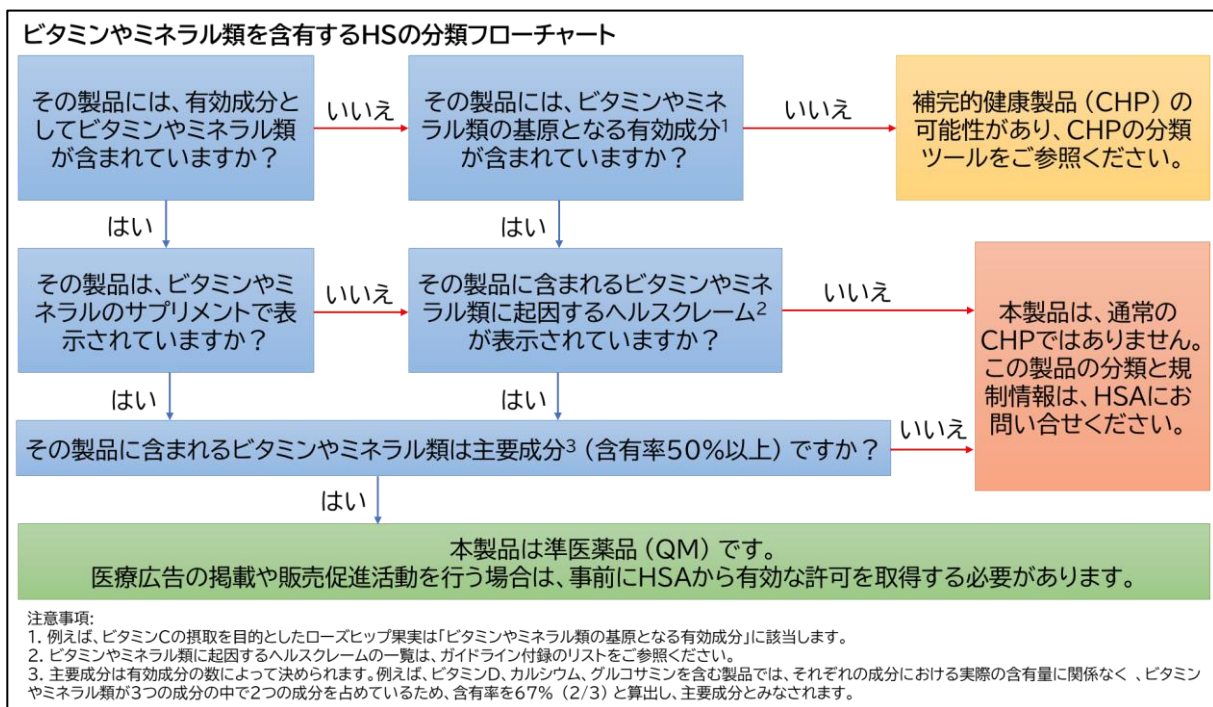 ビタミンやミネラル類を含有するHSの分類フローチャート
その製品には、有効成分と
してビタミンやミネラル類
が含まれていますか？
いいえ
その製品には、ビタミンやミネ
ラル類の基原となる有効成分1
が含まれていますか？
いいえ
補完的健康製品（CHP）の
可能性があり、CHPの分類
ツールをご参照ください。
はい
はい
その製品は、ビタミンやミ
ネラルのサプリメントで表
示されていますか？
いいえ
その製品に含まれるビタミンやミネ
ラル類に起因するヘルスクレーム2
が表示されていますか？
いいえ
本製品は、通常の
CHPではありません。
この製品の分類と規
制情報は、HSAにお
問い合せください。
はい
はい
その製品に含まれるビタミンやミネラル類は主要成分3（含有率50%以上）ですか？
いいえ
はい
本製品は準医薬品（QM）です。
医療広告の掲載や販売促進活動を行う場合は、事前にHSAから有効な許可を取得する必要があります。
注意事項:
1. 例えば、ビタミンCの摂取を目的としたローズヒップ果実は「ビタミンやミネラル類の基原となる有効成分」に該当します。
2. ビタミンやミネラル類に起因するヘルスクレームの一覧は、ガイドライン付録のリストをご参照ください。
3. 主要成分は有効成分の数によって決められます。例えば、ビタミンD、カルシウム、グルコサミンを含む製品では、それぞれの成分における実際の含有量に関係なく、ビタミン
やミネラル類が3つの成分の中で2つの成分を占めているため、含有率を67%（2/3）と算出し、主要成分とみなされます。